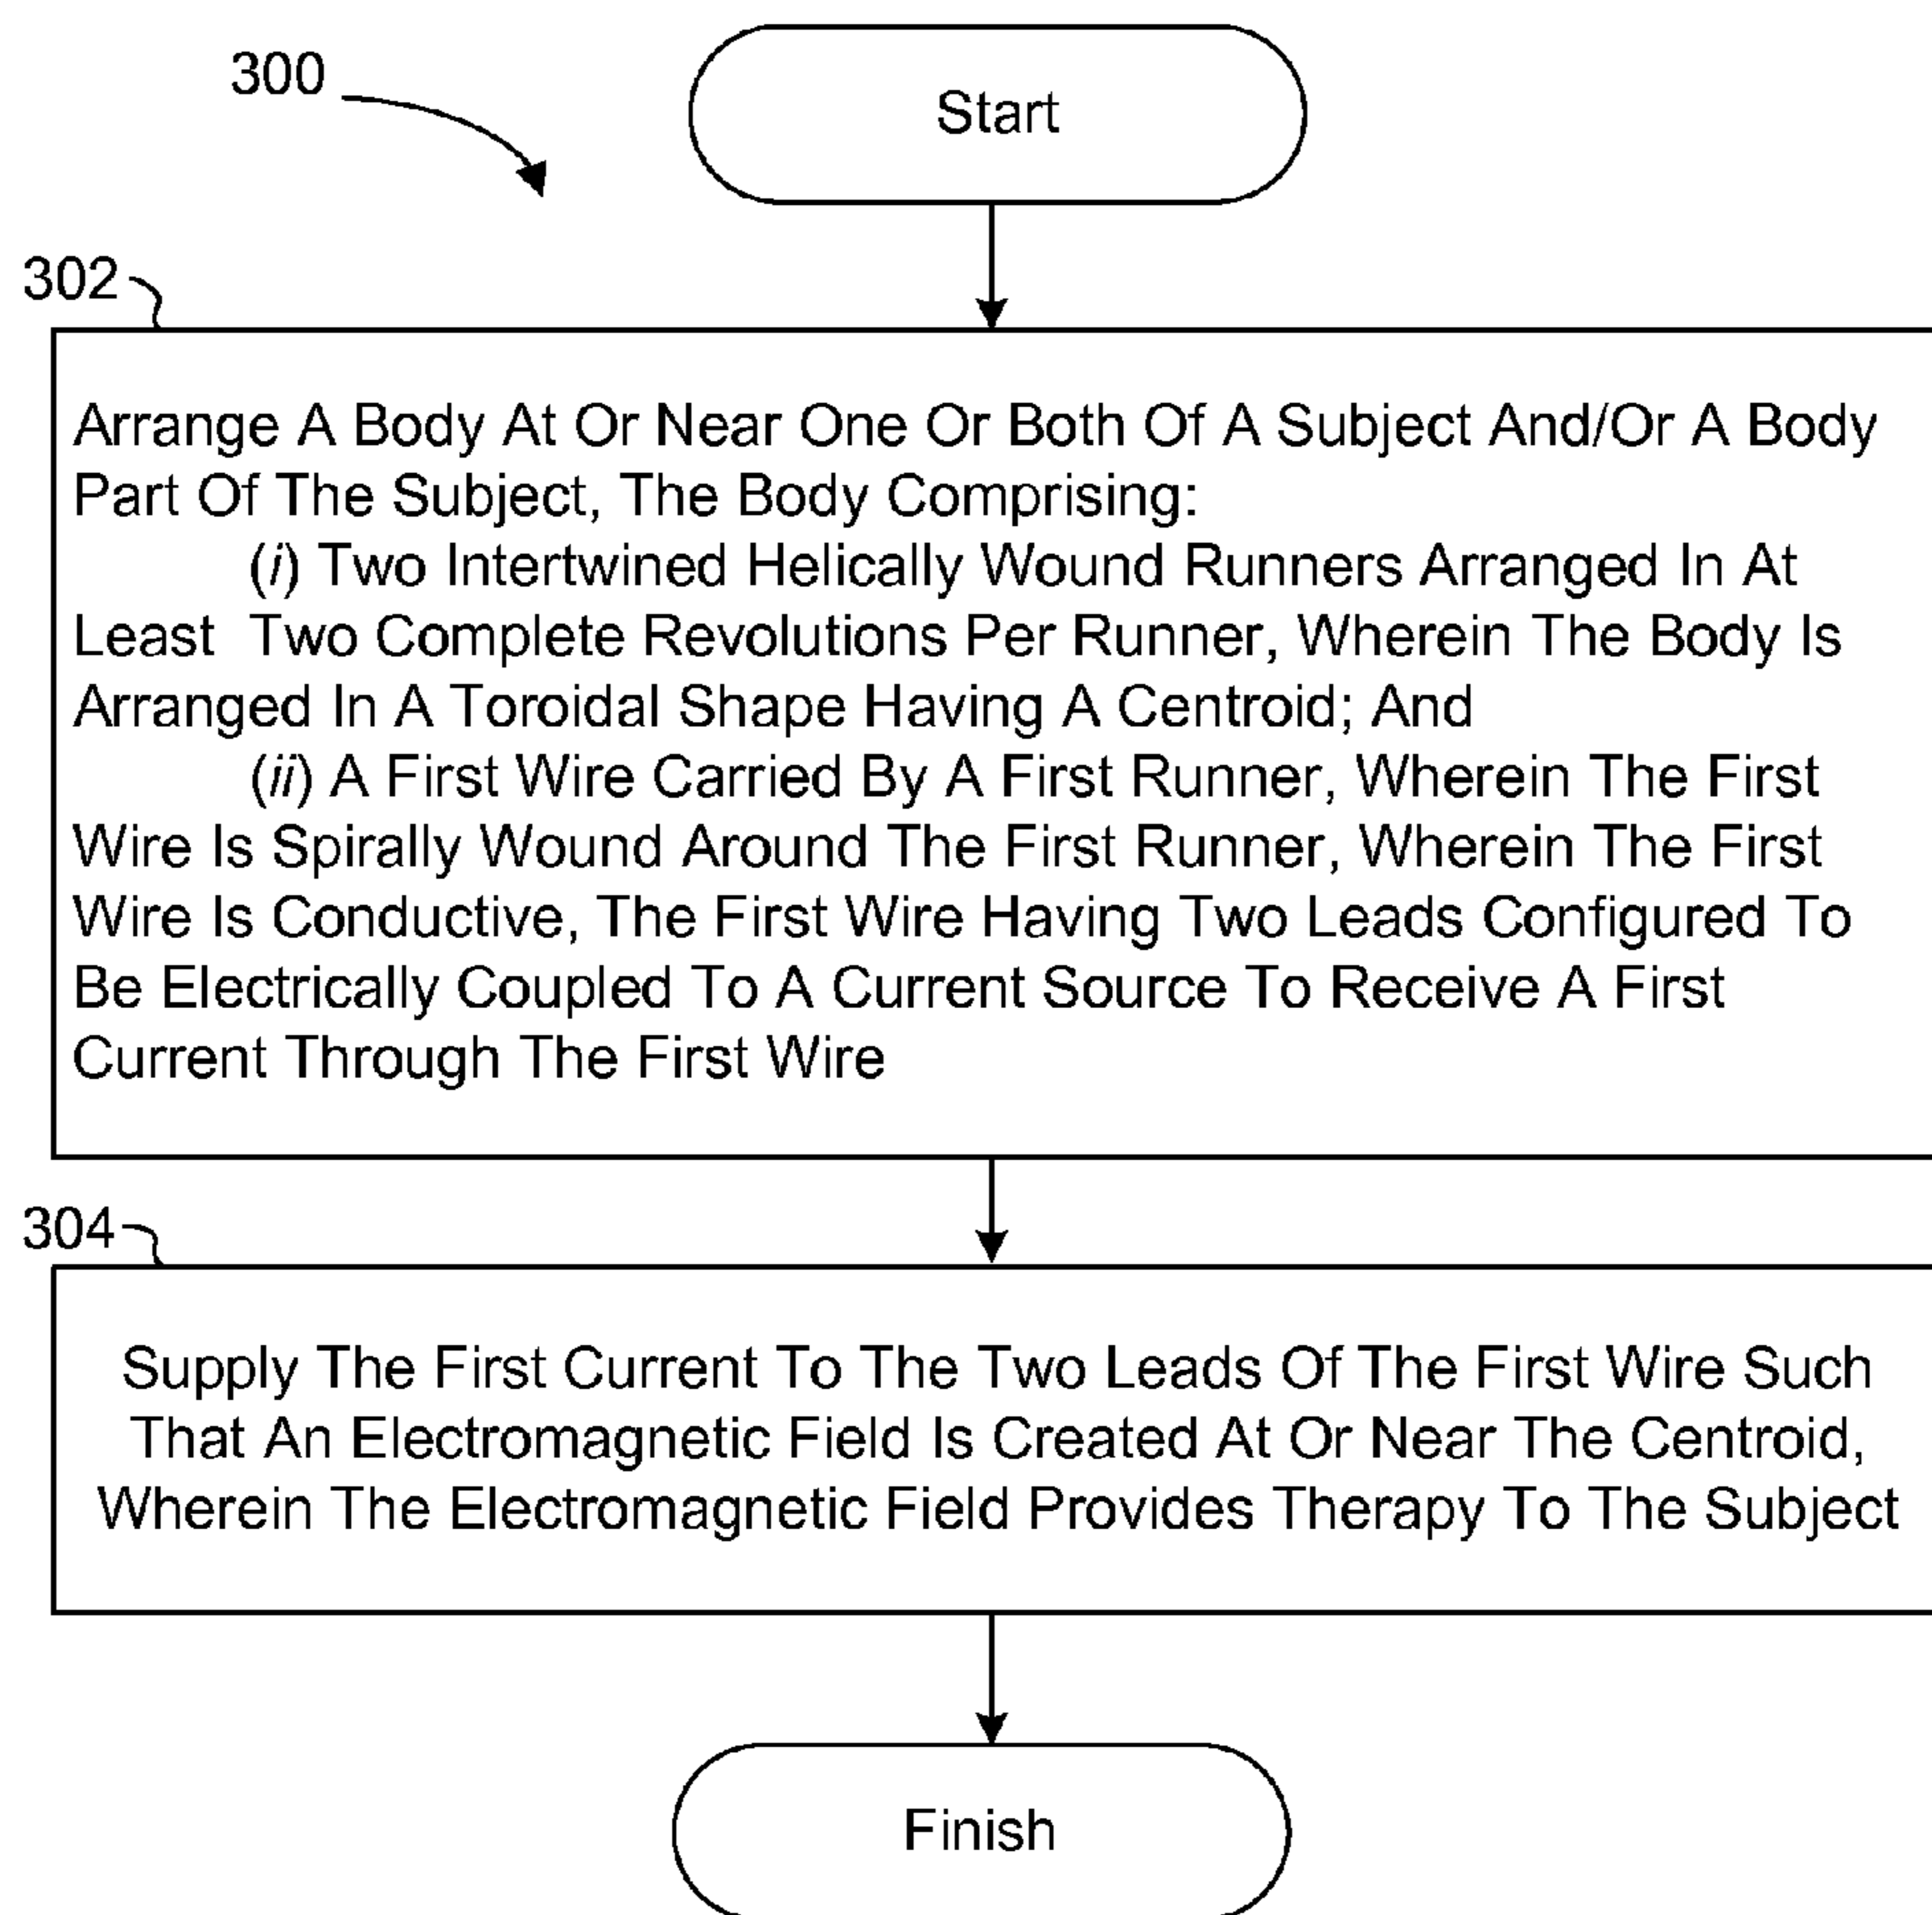 300
Start
302
Arrange A Body At Or Near One Or Both Of A Subject And/Or A Body
Part Of The Subject, The Body Comprising:
(i) Two Intertwined Helically Wound Runners Arranged In At
Least Two Complete Revolutions Per Runner, Wherein The Body Is
Arranged In A Toroidal Shape Having A Centroid; And
(ii) A First Wire Carried By A First Runner, Wherein The First
Wire Is Spirally Wound Around The First Runner, Wherein The First
Wire Is Conductive, The First Wire Having Two Leads Configured To
Be Electrically Coupled To A Current Source To Receive A First
Current Through The First Wire
304
Supply The First Current To The Two Leads Of The First Wire Such
That An Electromagnetic Field Is Created At Or Near The Centroid,
Wherein The Electromagnetic Field Provides Therapy To The Subject
Finish